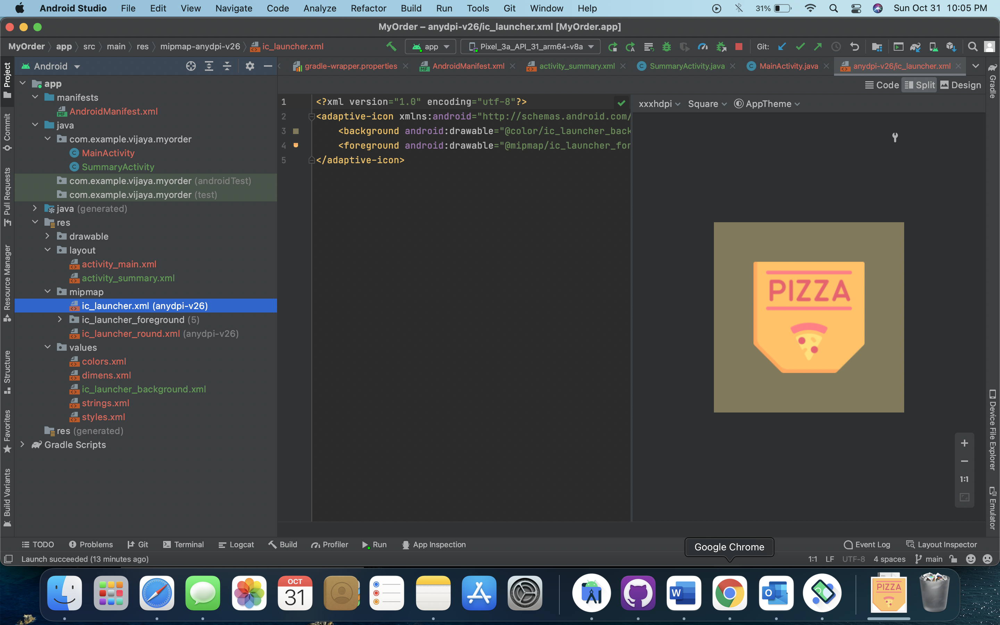 Android Studio File Edit View Navigate Code Analyze Refactor Build Run Tools Git Window Help 31% Sun Oct 31 10:05 PM
MyOrder – anydpi-v26/ic_launcher.xml [MyOrder.app]
MyOrder app src main res mipmap-anydpi-v26 ic_launcher.xml app Pixel_3a_API_31_arm64-v8a Git:
Android
gradle-wrapper.properties AndroidManifest.xml activity_summary.xml SummaryActivity.java MainActivity.java anydpi-v26/ic_launcher.xml
Code Split Design
xxxhdpi Square AppTheme
app
manifests
AndroidManifest.xml
java
com.example.vijaya.myorder
MainActivity
SummaryActivity
com.example.vijaya.myorder (androidTest)
com.example.vijaya.myorder (test)
java (generated)
res
drawable
layout
activity_main.xml
activity_summary.xml
mipmap
ic_launcher.xml (anydpi-v26)
ic_launcher_foreground (5)
ic_launcher_round.xml (anydpi-v26)
values
colors.xml
dimens.xml
ic_launcher_background.xml
strings.xml
styles.xml
res (generated)
Gradle Scripts
1 <?xml version="1.0" encoding="utf-8"?>
2 <adaptive-icon xmlns:android="http://schemas.android.com/
3 <background android:drawable="@color/ic_launcher_back
4 <foreground android:drawable="@mipmap/ic_launcher_for
5 </adaptive-icon>
PIZZA
1:1
Project
Commit
Pull Requests
Resource Manager
Structure
Favorites
Build Variants
Gradle
Device File Explorer
Emulator
TODO Problems Git Terminal Logcat Build Profiler Run App Inspection Event Log Layout Inspector
Google Chrome
Launch succeeded (13 minutes ago) 1:1 LF UTF-8 4 spaces main
OCT
31
W
O
PIZZA